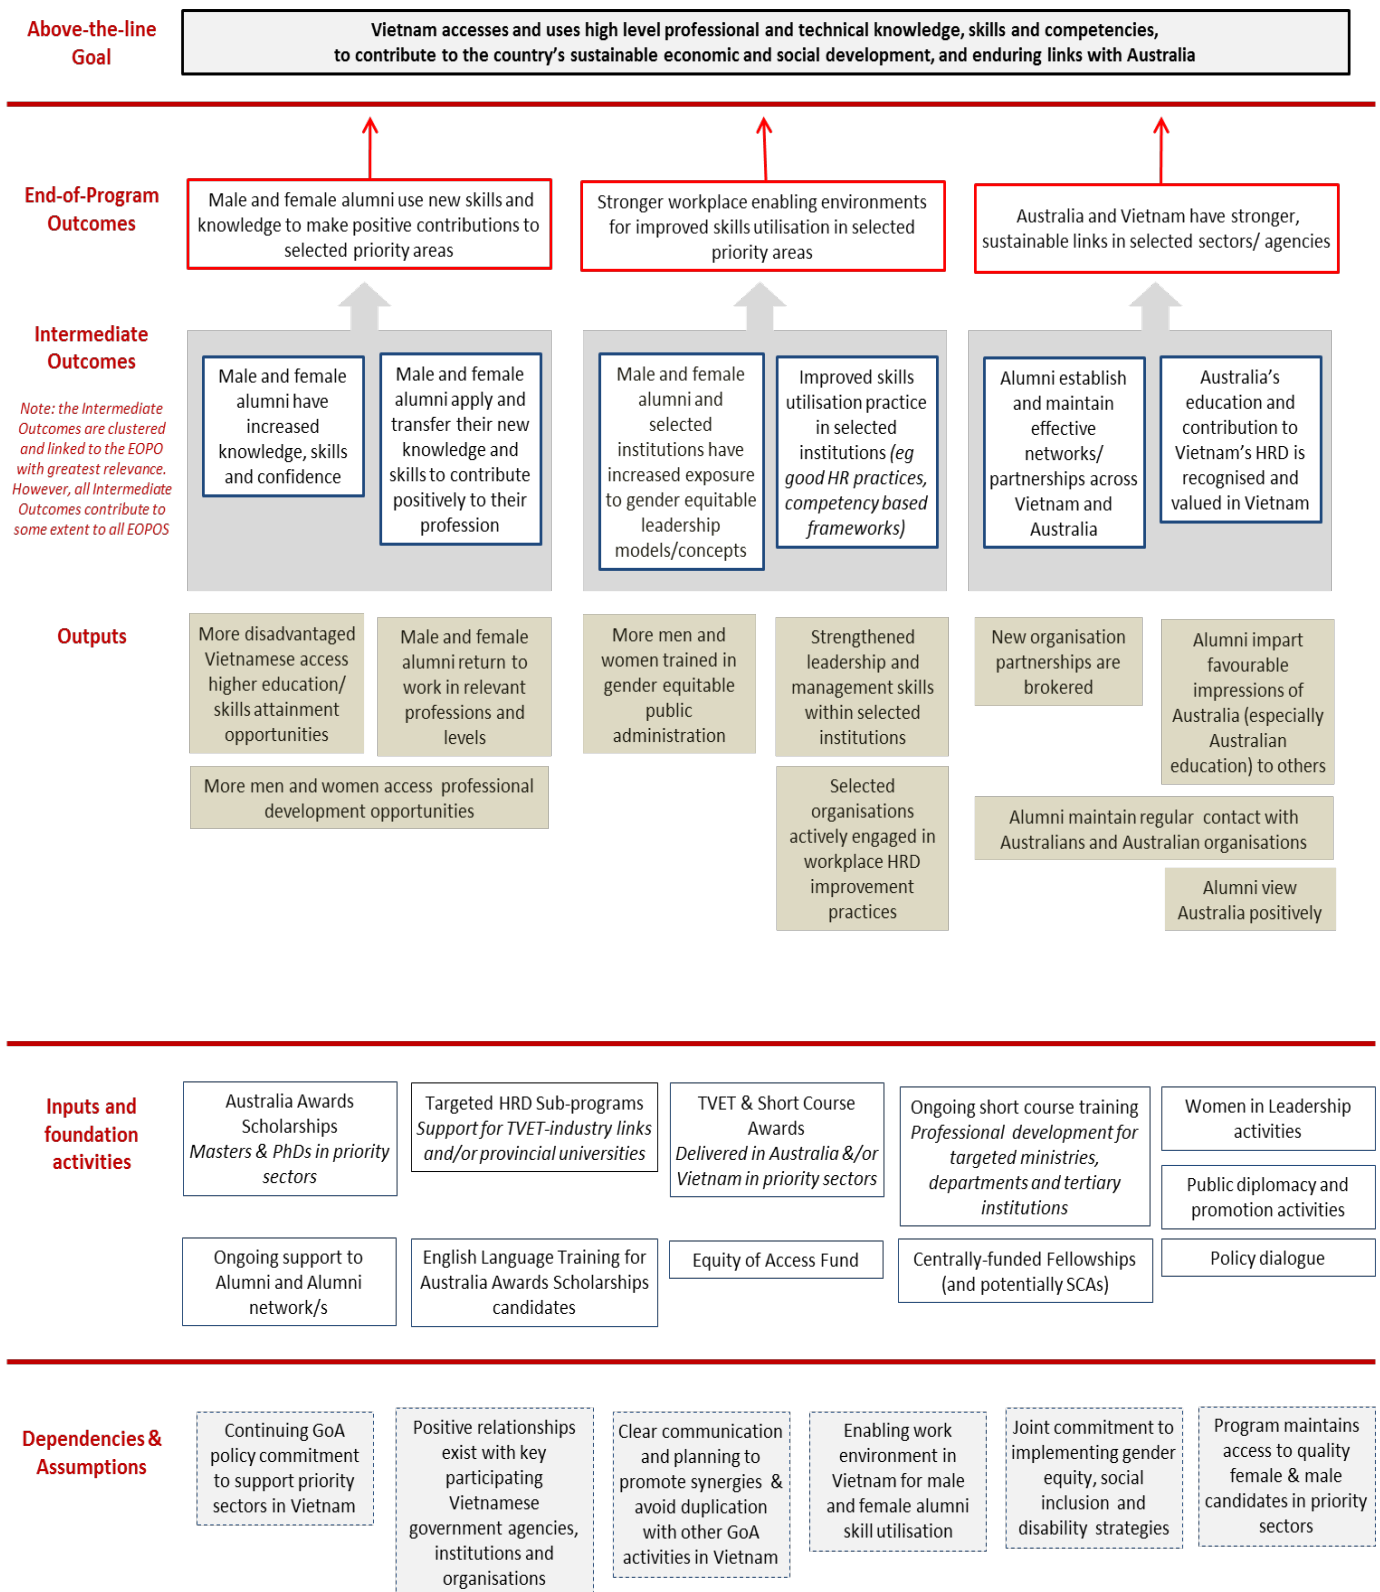 Above-the-line
Goal
Vietnam accesses and uses high level professional and technical knowledge, skills and competencies,
to contribute to the country's sustainable economic and social development, and enduring links with Australia
End-of-Program
Outcomes
Male and female alumni use new skills and
knowledge to make positive contributions to
selected priority areas
Stronger workplace enabling environments
for improved skills utilisation in selected
priority areas
Australia and Vietnam have stronger,
sustainable links in selected sectors/ agencies
Intermediate
Outcomes
Note: the Intermediate
Outcomes are clustered
and linked to the EOPO
with greatest relevance.
However, all Intermediate
Outcomes contribute to
some extent to all EOPOS
Male and female
alumni have
increased
knowledge, skills
and confidence
Male and female
alumni apply and
transfer their new
knowledge and
skills to contribute
positively to their
profession
Male and female
alumni and
selected
institutions have
increased exposure
to gender equitable
leadership
models/concepts
Improved skills
utilisation practice
in selected
institutions (eg
good HR practices,
competency based
frameworks)
Alumni establish
and maintain
effective
networks/
partnerships across
Vietnam and
Australia
Australia's
education and
contribution to
Vietnam's HRD is
recognised and
valued in Vietnam
Outputs
More disadvantaged
Vietnamese access
higher education/
skills attainment
opportunities
Male and female
alumni return to
work in relevant
professions and
levels
More men and women access professional
development opportunities
More men and
women trained in
gender equitable
public
administration
Strengthened
leadership and
management skills
within selected
institutions
Selected
organisations
actively engaged in
workplace HRD
improvement
practices
New organisation
partnerships are
brokered
Alumni impart
favourable
impressions of
Australia (especially
Australian
education) to others
Alumni maintain regular contact with
Australians and Australian organisations
Alumni view
Australia positively
Inputs and
foundation
activities
Australia Awards
Scholarships
Masters & PhDs in priority
sectors
Targeted HRD Sub-programs
Support for TVET-industry links
and/or provincial universities
TVET & Short Course
Awards
Delivered in Australia &/or
Vietnam in priority sectors
Ongoing short course training
Professional development for
targeted ministries,
departments and tertiary
institutions
Women in Leadership
activities
Public diplomacy and
promotion activities
Ongoing support to
Alumni and Alumni
network/s
English Language Training for
Australia Awards Scholarships
candidates
Equity of Access Fund
Centrally-funded Fellowships
(and potentially SCAs)
Policy dialogue
Dependencies &
Assumptions
Continuing GoA
policy commitment
to support priority
sectors in Vietnam
Positive relationships
exist with key
participating
Vietnamese
government agencies,
institutions and
organisations
Clear communication
and planning to
promote synergies &
avoid duplication
with other GoA
activities in Vietnam
Enabling work
environment in
Vietnam for male
and female alumni
skill utilisation
Joint commitment to
implementing gender
equity, social
inclusion and
disability strategies
Program maintains
access to quality
female & male
candidates in priority
sectors